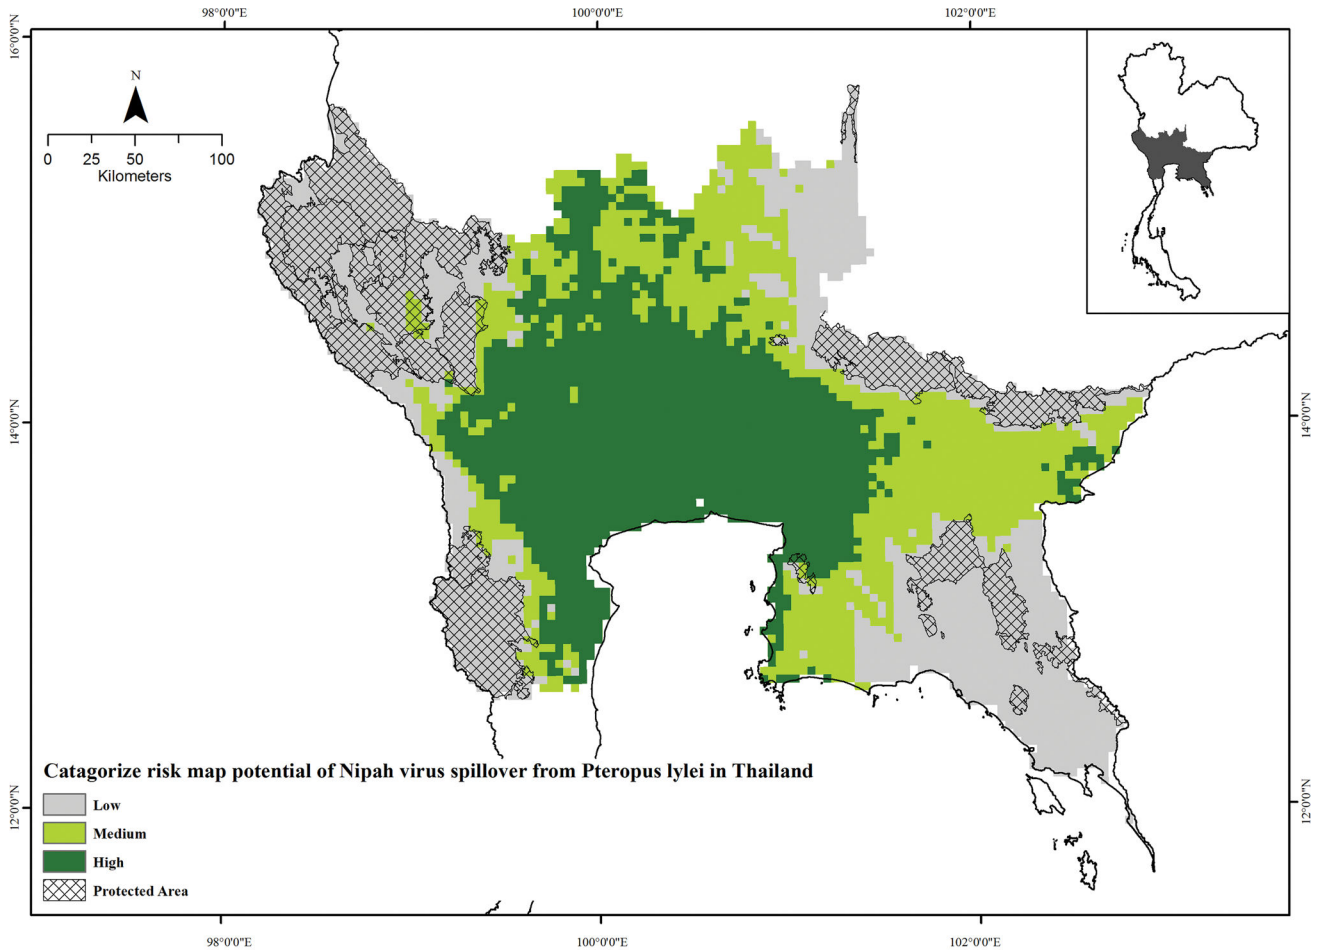 98°0'0"E 100°0'0"E 102°0'0"E
16°0'0"N
N
0 25 50 100
Kilometers
14°0'0"N 14°0'0"N
Catagorize risk map potential of Nipah virus spillover from Pteropus lylei in Thailand
Low
Medium
High
Protected Area
12°0'0"N 12°0'0"N
98°0'0"E 100°0'0"E 102°0'0"E